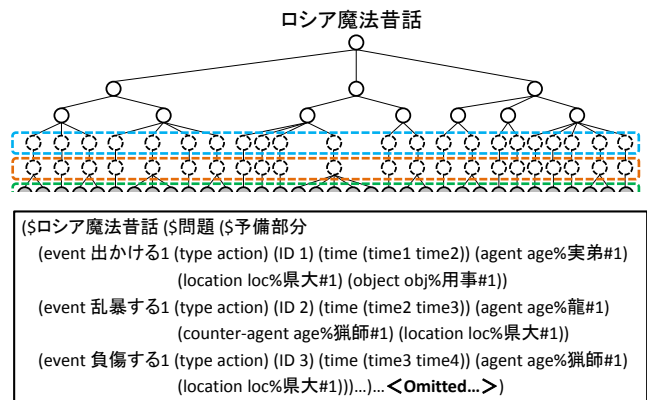 ロシア魔法昔話
($ロシア魔法昔話 ($問題 ($予備部分
(event 出かける1 (type action) (ID 1) (time (time1 time2)) (agent age%実弟#1)
(location loc%県大#1) (object obj%用事#1))
(event 乱暴する1 (type action) (ID 2) (time (time2 time3)) (agent age%龍#1)
(counter-agent age%猟師#1) (location loc%県大#1))
(event 負傷する1 (type action) (ID 3) (time (time3 time4)) (agent age%猟師#1)
(location loc%県大#1)))...)...＜Omitted...＞)